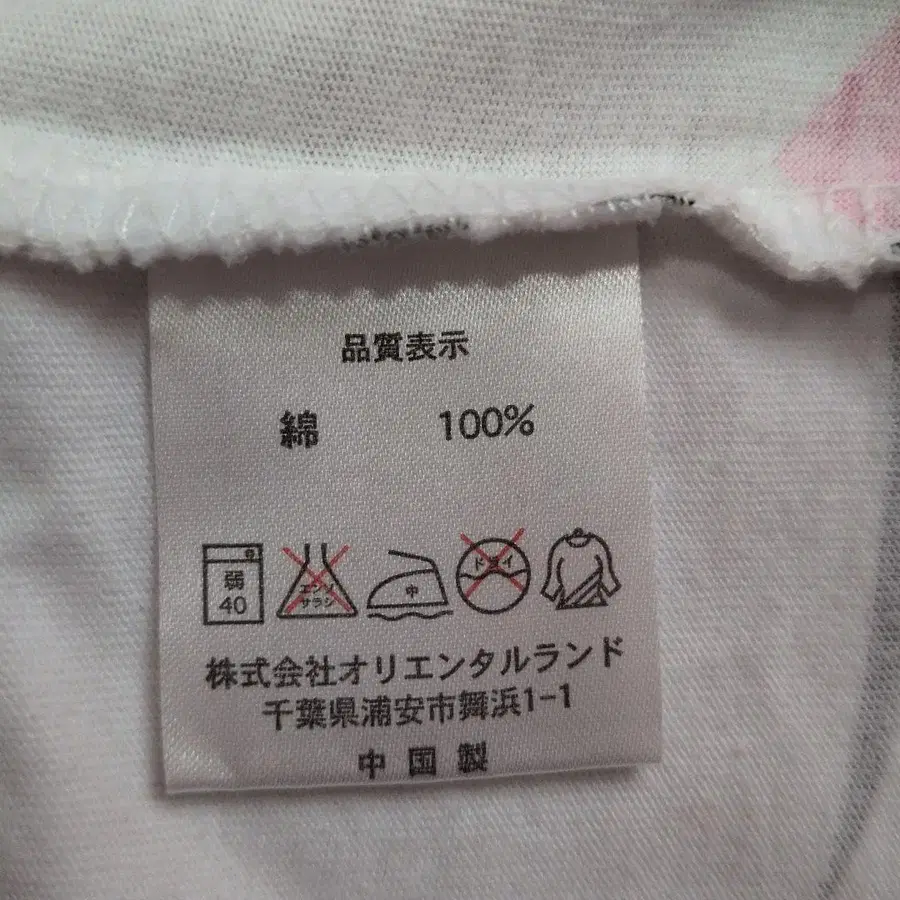 品質表示
綿 100%
弱
40
エンソ
サラシ
中
ドライ
株式会社オリエンタルランド
千葉県浦安市舞浜1-1
中国製